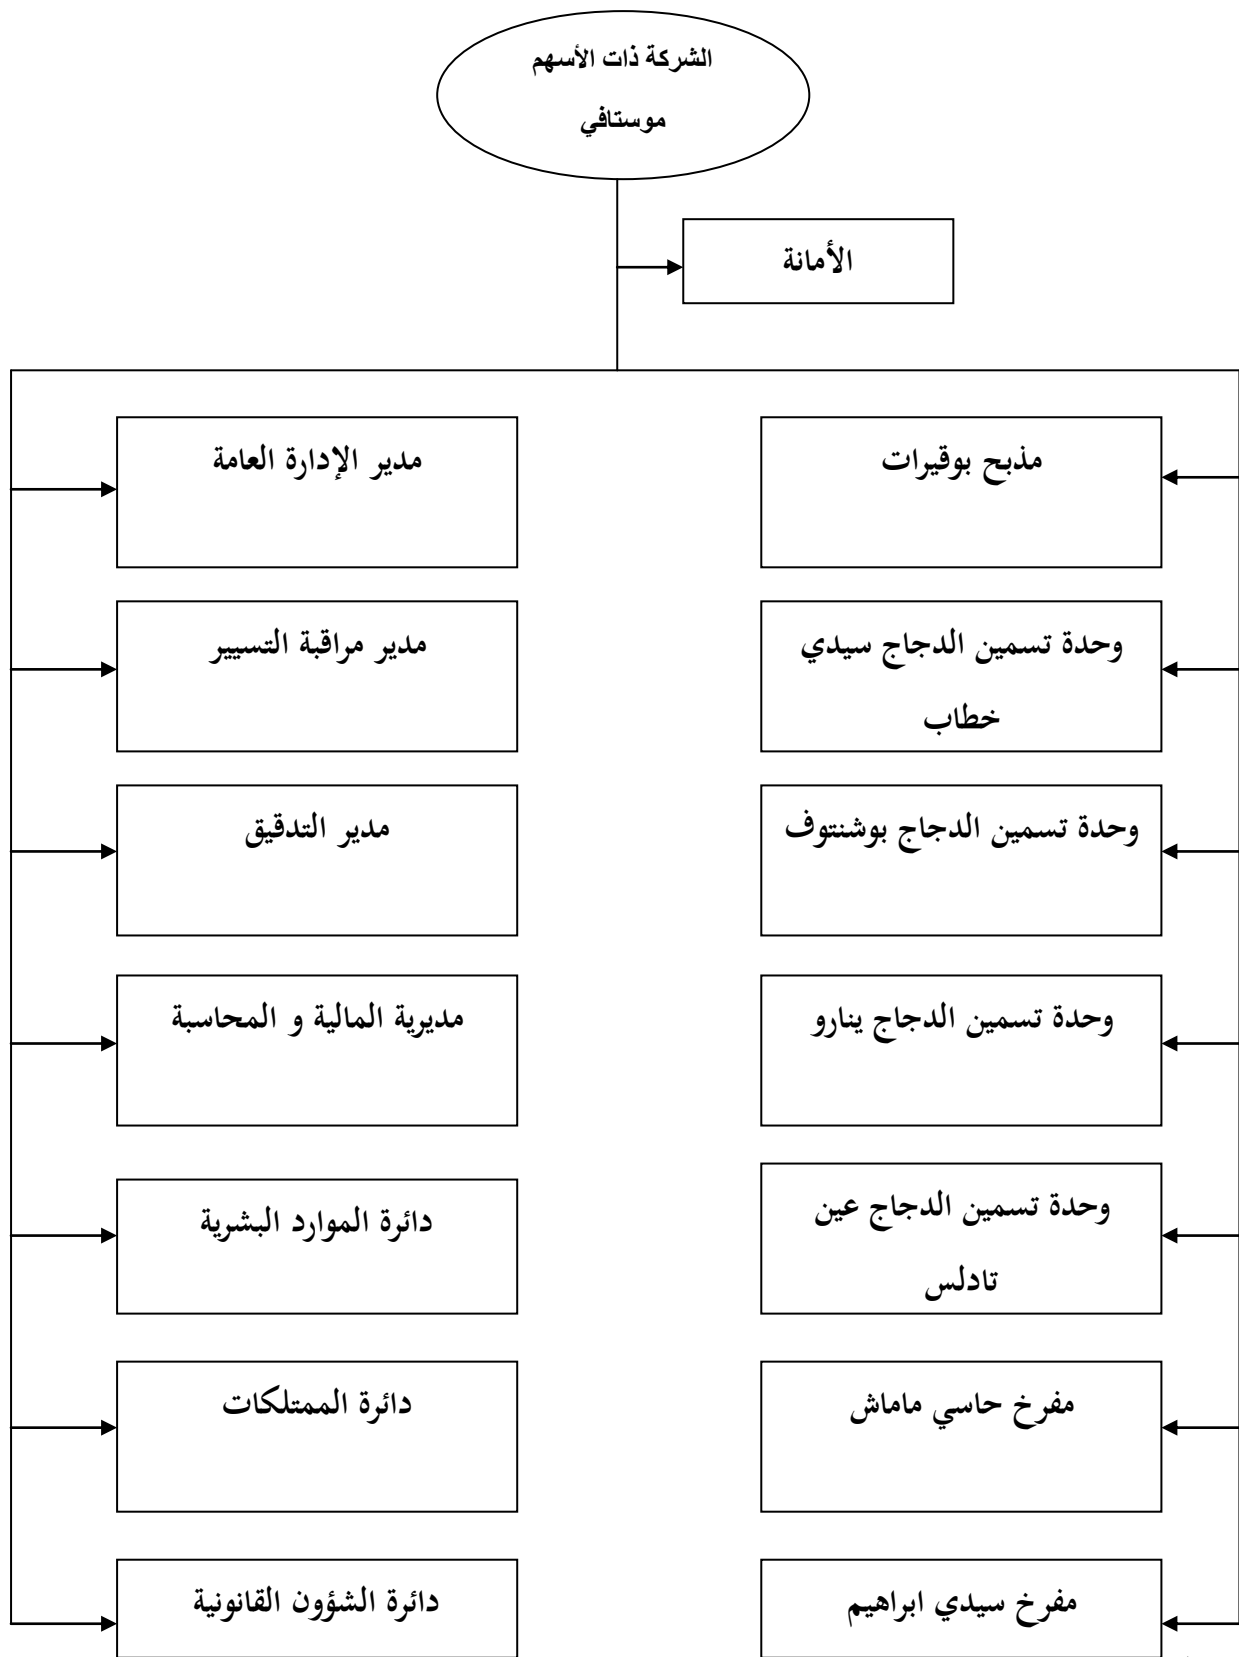 الشركة ذات الأسهم
موستافي
الأمانة
مذبح بوقيرات
مدير الإدارة العامة
وحدة تسمين الدجاج سيدي
خطاب
مدير مراقبة التسيير
وحدة تسمين الدجاج بوشنتوف
مدير التدقيق
وحدة تسمين الدجاج ينارو
مديرية المالية و المحاسبة
وحدة تسمين الدجاج عين
تادلس
دائرة الموارد البشرية
مفرخ حاسي ماماش
دائرة الممتلكات
مفرخ سيدي ابراهيم
دائرة الشؤون القانونية